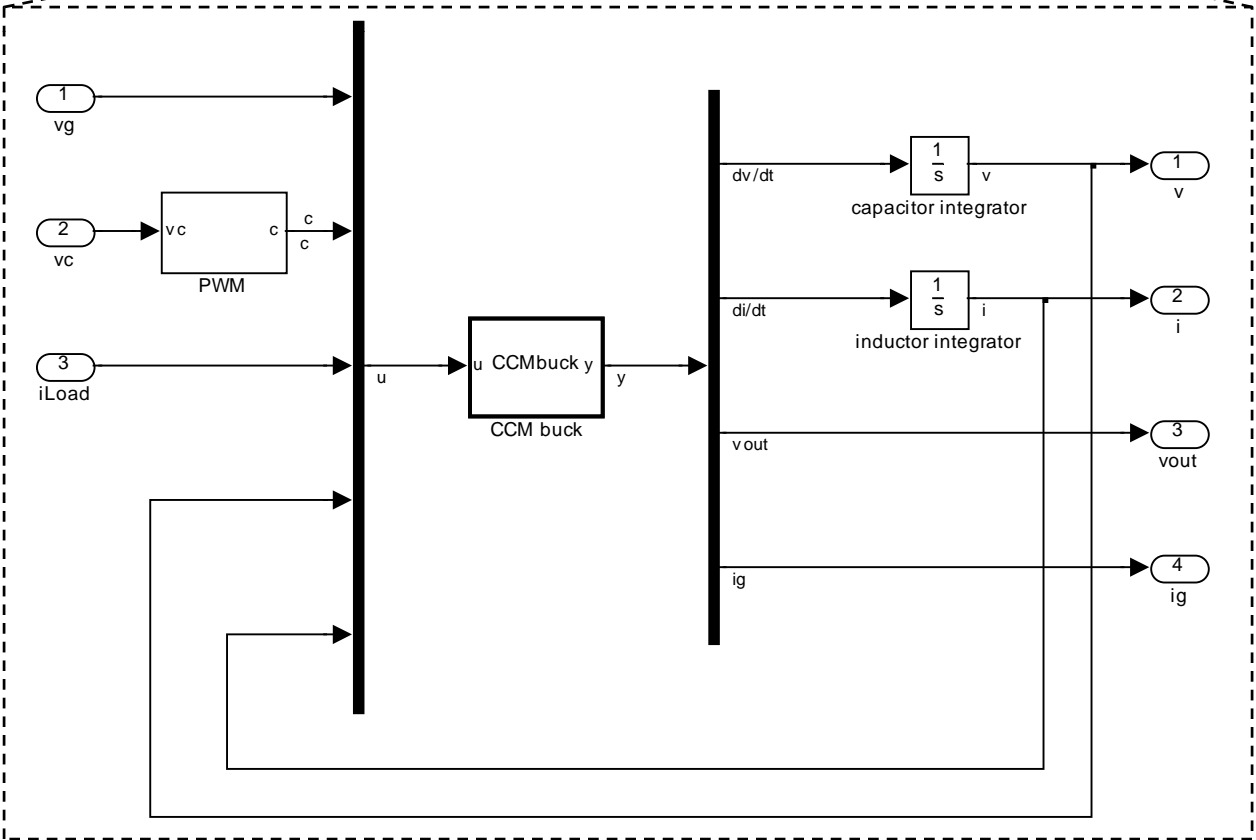 1
vg
2
vc
vc
c
PWM
c
c
3
iLoad
u
u
CCMbuck
y
CCM buck
y
dv/dt
1
s
v
capacitor integrator
1
v
di/dt
1
s
i
inductor integrator
2
i
vout
3
vout
ig
4
ig